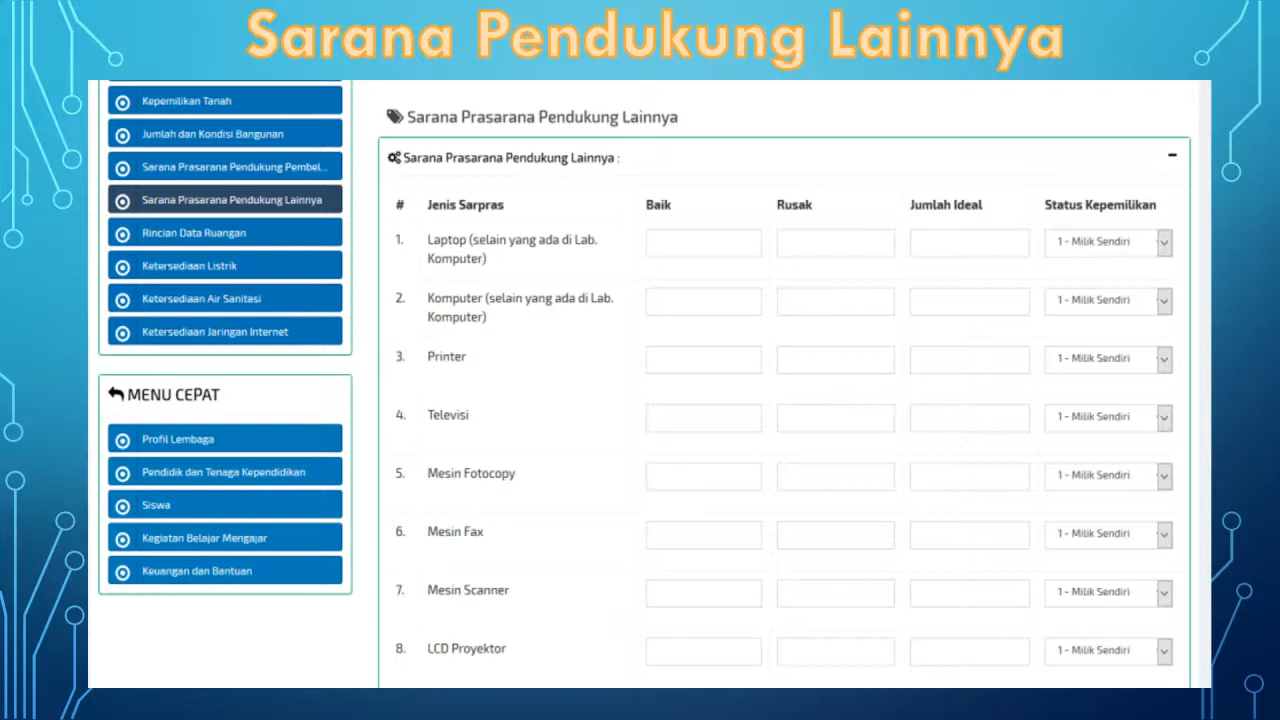 Sarana Pendukung Lainnya
Kepemilikan Tanah
Jumlah dan Kondisi Bangunan
Sarana Prasarana Pendukung Pembel...
Sarana Prasarana Pendukung Lainnya
Rincian Data Ruangan
Ketersediaan Listrik
Ketersediaan Air Sanitasi
Ketersediaan Jaringan Internet
MENU CEPAT
Profil Lembaga
Pendidik dan Tenaga Kependidikan
Siswa
Kegiatan Belajar Mengajar
Keuangan dan Bantuan
Sarana Prasarana Pendukung Lainnya
Sarana Prasarana Pendukung Lainnya :
# Jenis Sarpras Baik Rusak Jumlah Ideal Status Kepemilikan
1. Laptop (selain yang ada di Lab. 1 - Milik Sendiri
Komputer)
2. Komputer (selain yang ada di Lab. 1 - Milik Sendiri
Komputer)
3. Printer 1 - Milik Sendiri
4. Televisi 1 - Milik Sendiri
5. Mesin Fotocopy 1 - Milik Sendiri
6. Mesin Fax 1 - Milik Sendiri
7. Mesin Scanner 1 - Milik Sendiri
8. LCD Proyektor 1 - Milik Sendiri